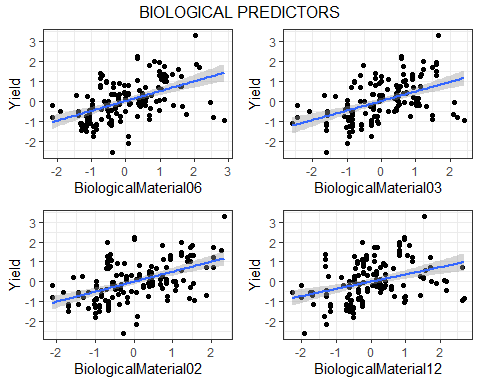 BIOLOGICAL PREDICTORS
Yield
3
2
1
0
-1
-2
-2 -1 0 1 2 3
BiologicalMaterial06
Yield
3
2
1
0
-1
-2
-2 -1 0 1 2
BiologicalMaterial03
Yield
3
2
1
0
-1
-2
-2 -1 0 1 2
BiologicalMaterial02
Yield
3
2
1
0
-1
-2
-2 -1 0 1 2
BiologicalMaterial12